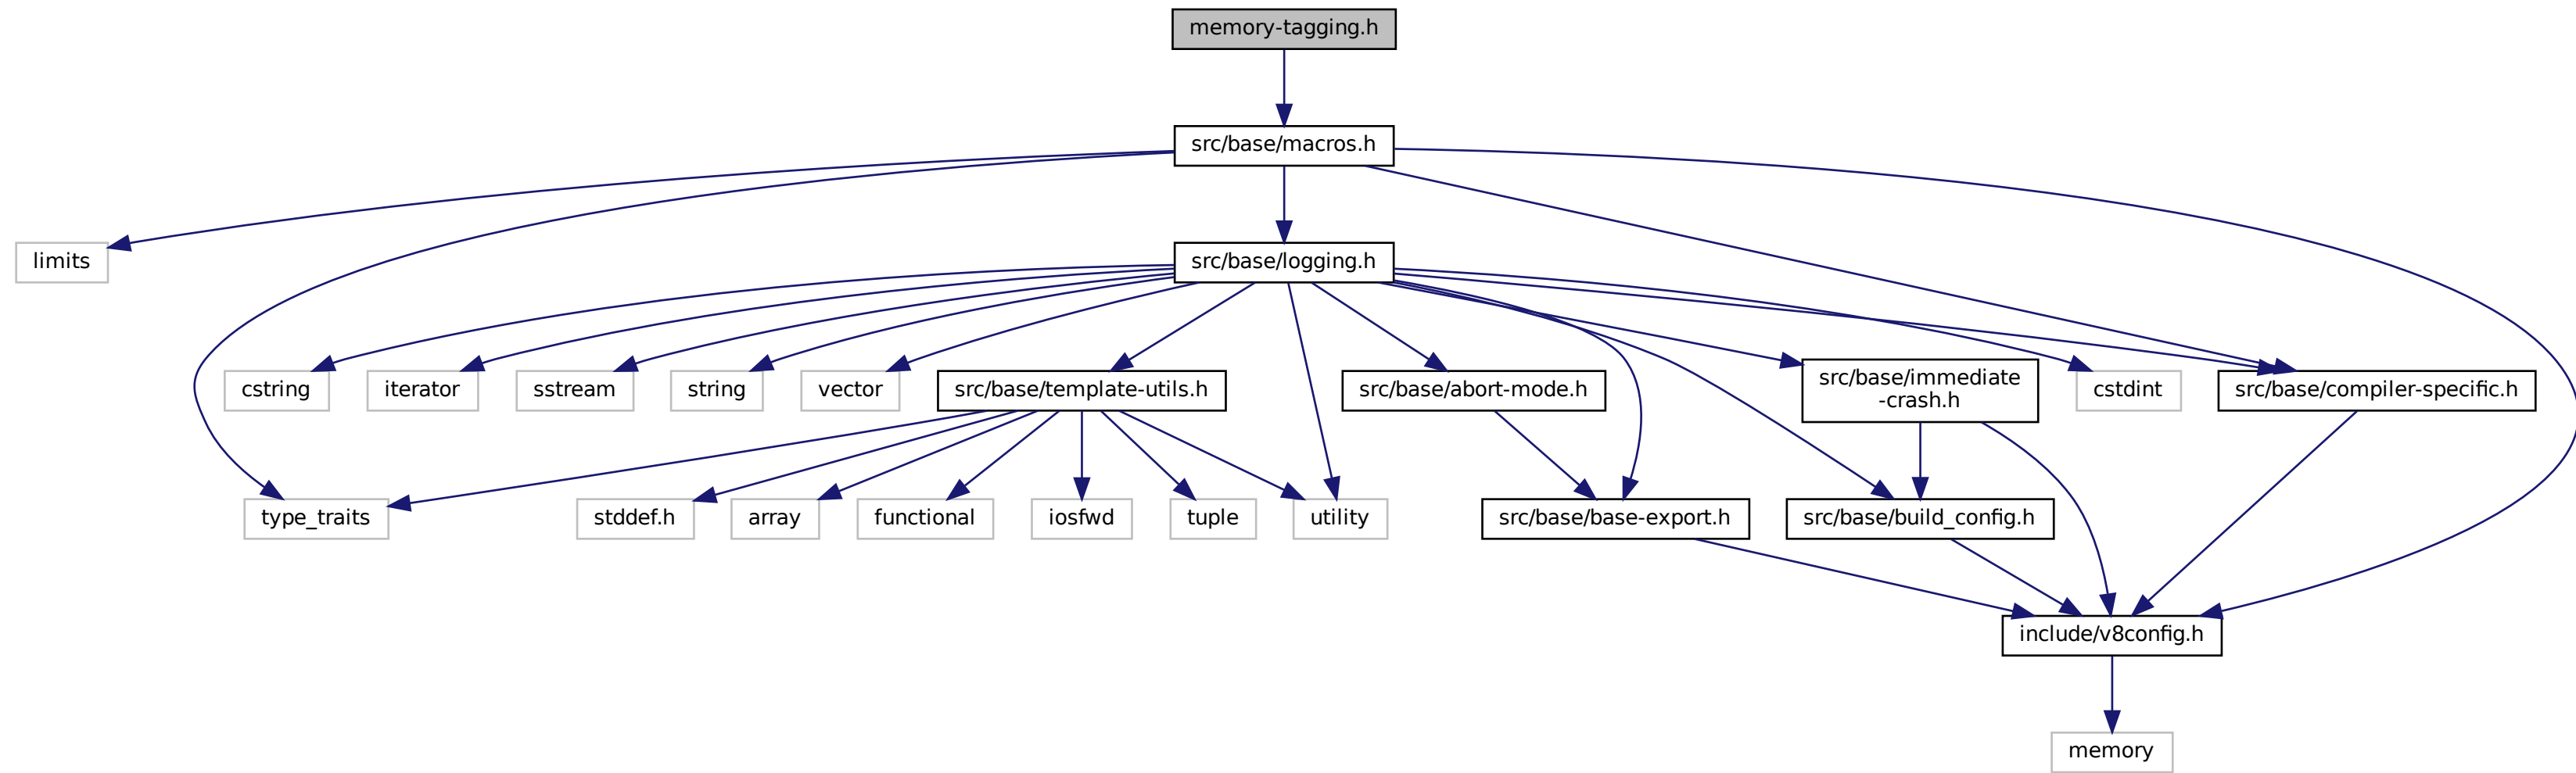 memory-tagging.h
src/base/macros.h
limits
src/base/logging.h
cstring
iterator
sstream
string
vector
src/base/template-utils.h
src/base/abort-mode.h
src/base/immediate
-crash.h
cstdint
src/base/compiler-specific.h
type_traits
stddef.h
array
functional
iosfwd
tuple
utility
src/base/base-export.h
src/base/build_config.h
include/v8config.h
memory